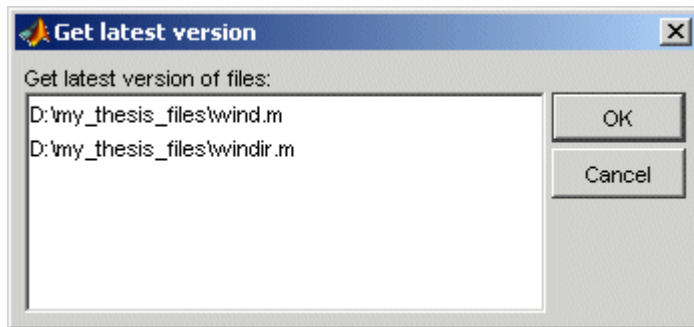 Get latest version
Get latest version of files:
D:\my_thesis_files\wind.m
OK
D:\my_thesis_files\windir.m
Cancel